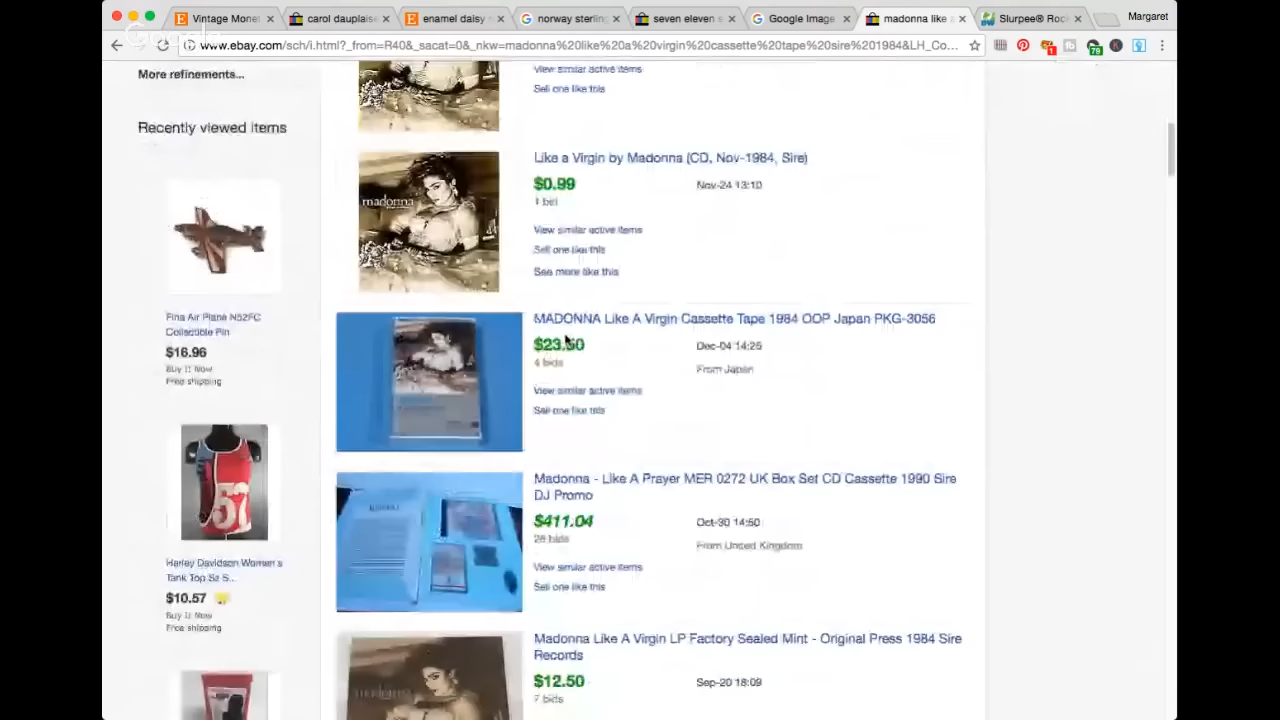 Vintage Monet
carol dauplaise
enamel daisy
norway sterlin
seven eleven s
Google Image
madonna like a
Slurpee® Roc
Margaret
www.ebay.com/sch/i.html?_from=R40&_sacat=0&_nkw=madonna%20like%20a%20virgin%20cassette%20tape%20sire%201984&LH_Co...
1
79
K
More refinements...
Recently viewed items
Fina Air Plane N52FC
Collectible Pin
$16.96
Buy It Now
Free shipping
Harley Davidson Women's
Tank Top Sz S...
$10.57
Buy It Now
Free shipping
View similar active items
Sell one like this
Like a Virgin by Madonna (CD, Nov-1984, Sire)
$0.99
Nov-24 13:10
1 bid
View similar active items
Sell one like this
See more like this
madonna
MADONNA Like A Virgin Cassette Tape 1984 OOP Japan PKG-3056
$23.50
Dec-04 14:25
4 bids
From Japan
View similar active items
Sell one like this
Madonna - Like A Prayer MER 0272 UK Box Set CD Cassette 1990 Sire
DJ Promo
$411.04
Oct-30 14:50
28 bids
From United Kingdom
View similar active items
Sell one like this
Madonna Like A Virgin LP Factory Sealed Mint - Original Press 1984 Sire
Records
$12.50
Sep-20 18:09
7 bids
madonna